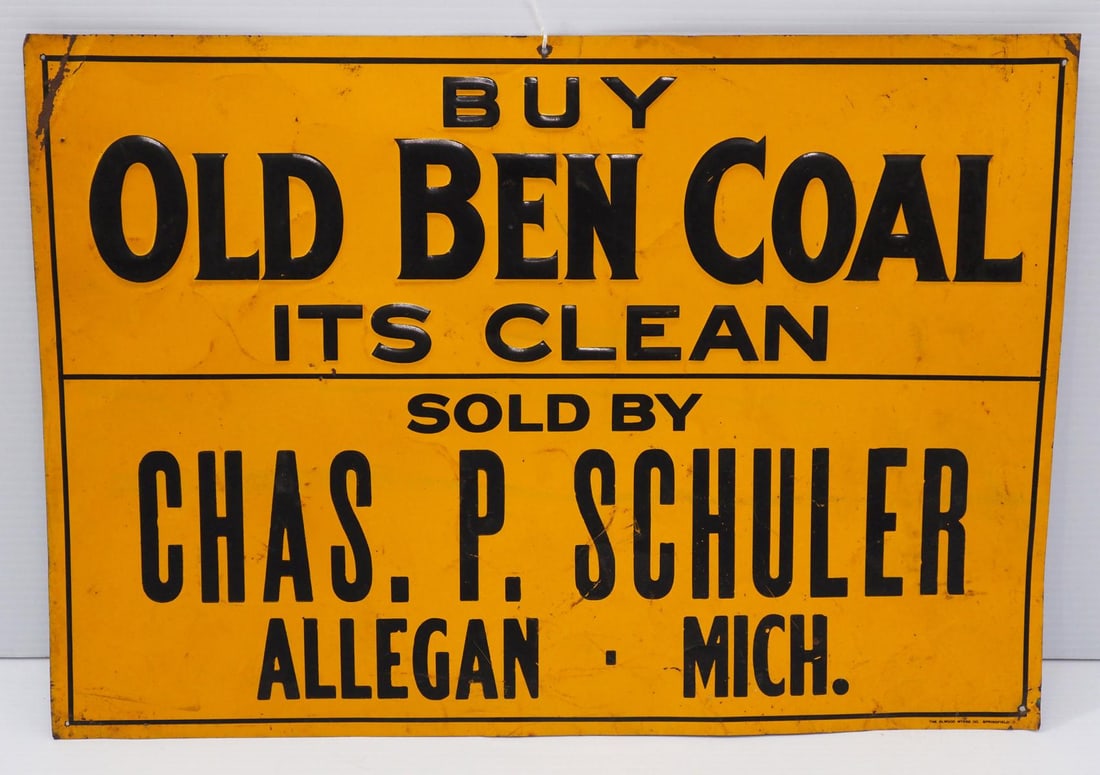 BUY
OLD BEN COAL
ITS CLEAN
SOLD BY
CHAS. P. SCHULER
ALLEGAN · MICH.